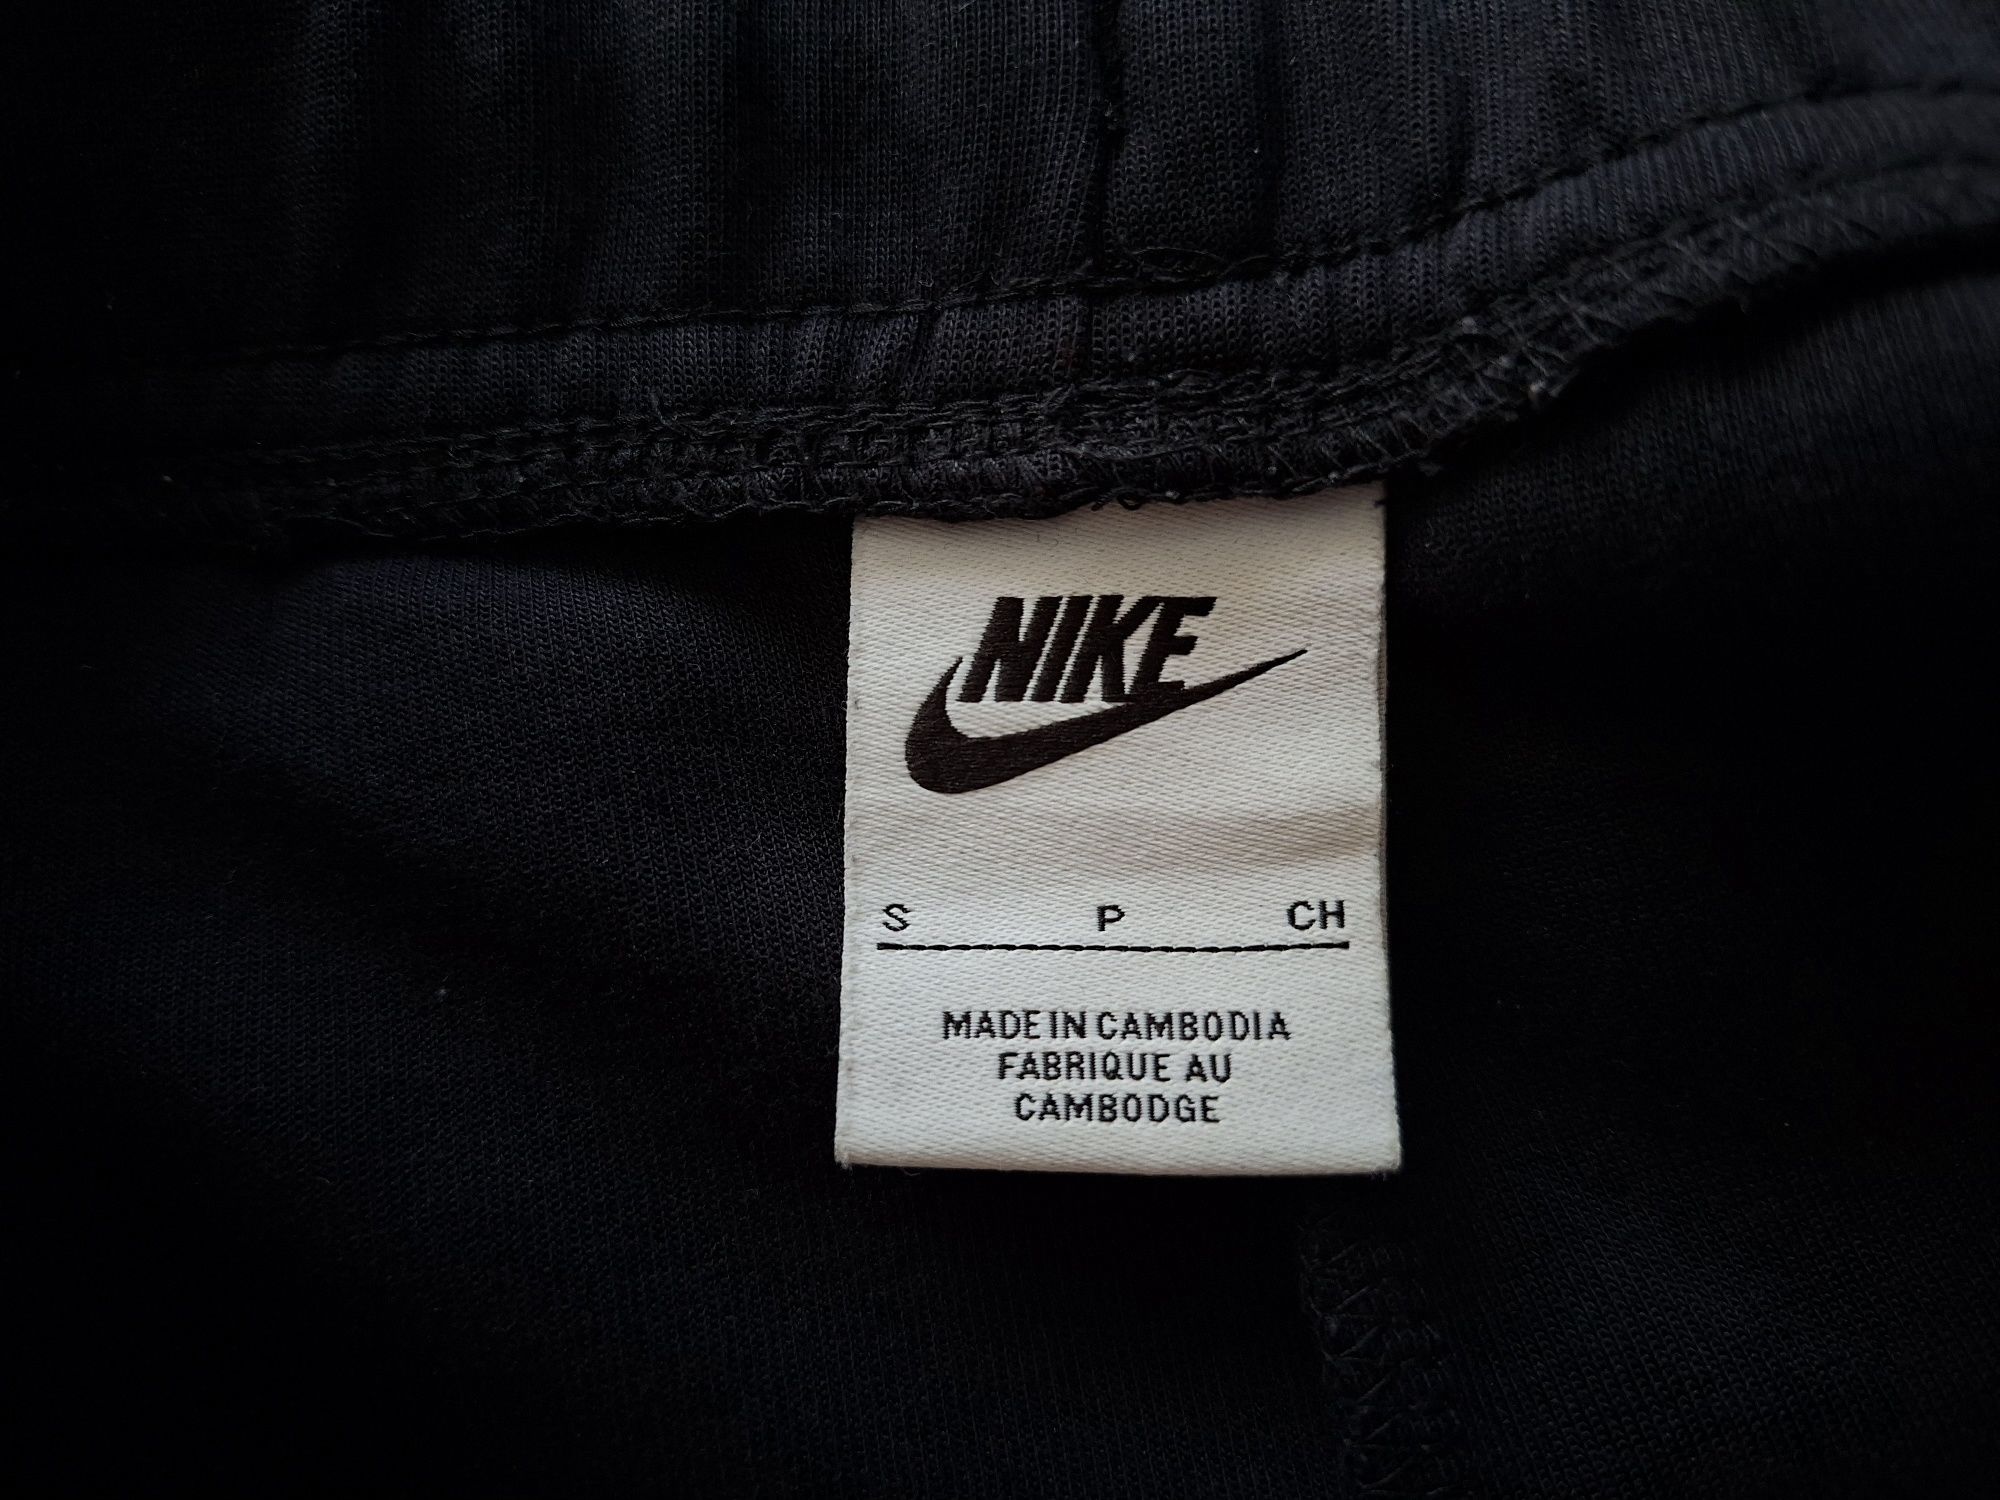 NIKE
S P CH
MADE IN CAMBODIA
FABRIQUE AU
CAMBODGE